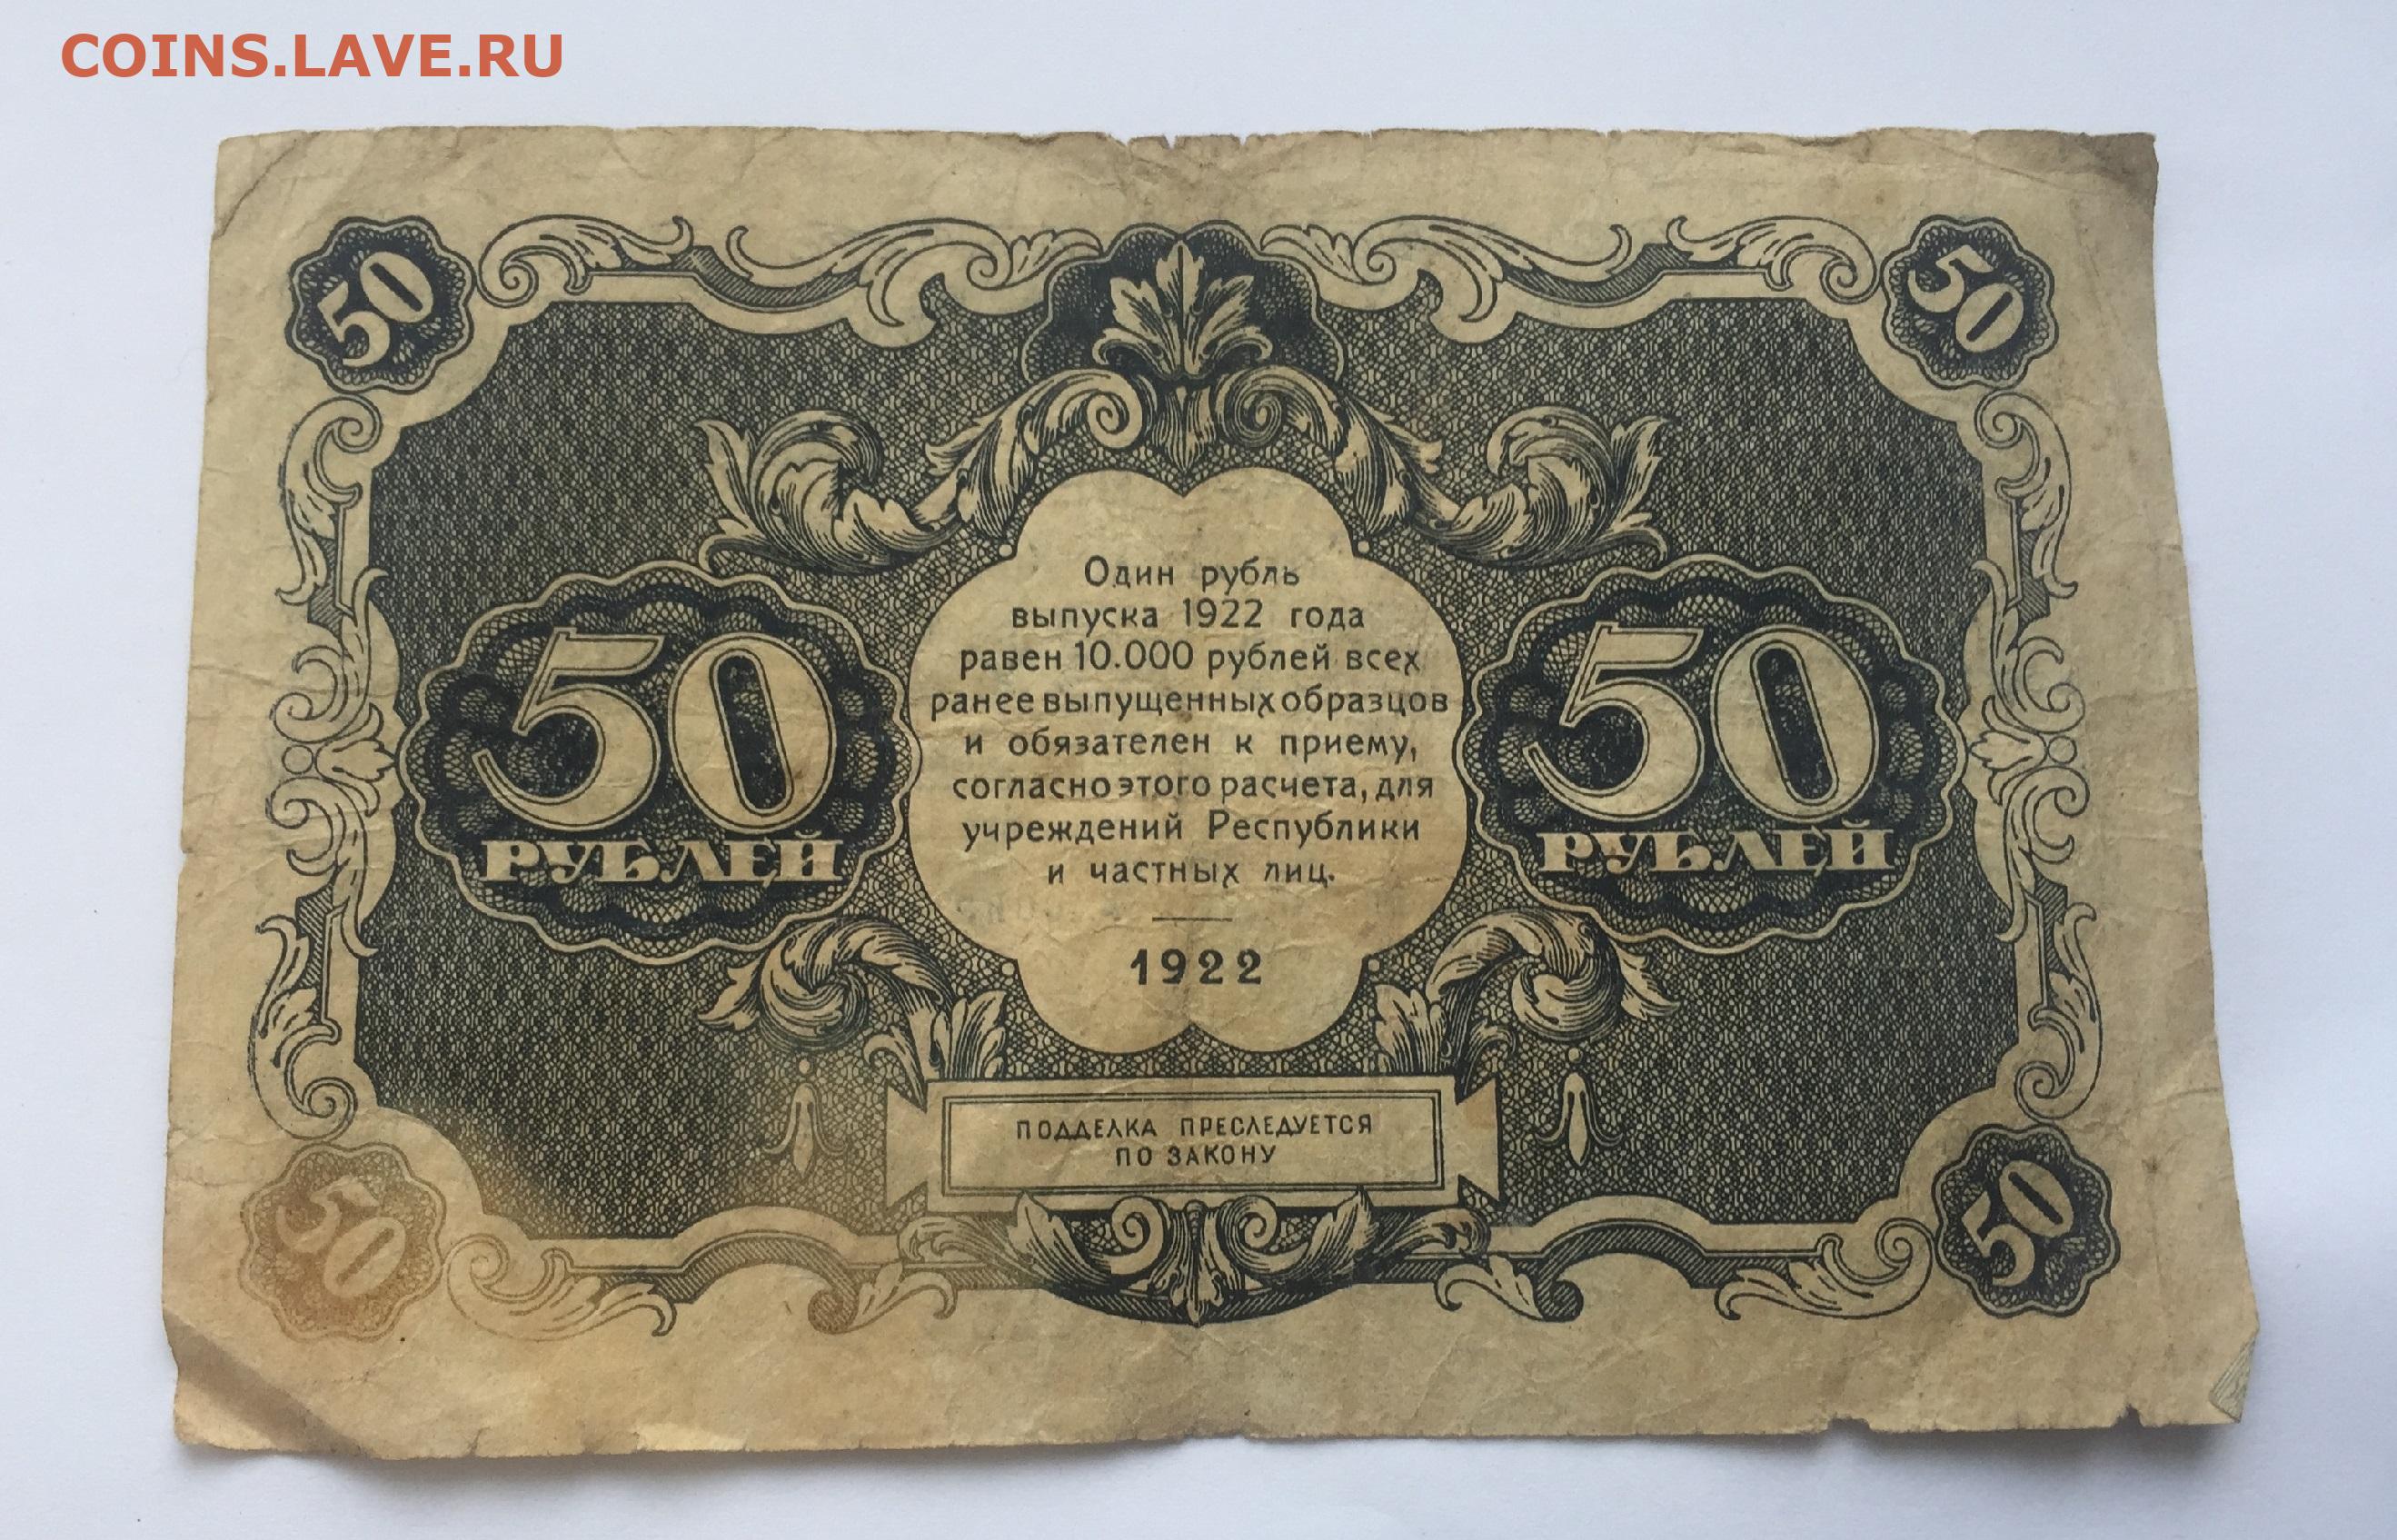 COINS.LAVE.RU
50 50
Один рубль
выпуска 1922 года
равен 10.000 рублей всех
ранее выпущенных образцов
и обязателен к приему,
согласно этого расчета, для
учреждений Республики
и частных лиц.
1922
50 50
РУБЛЕЙ РУБЛЕЙ
ПОДДЕЛКА ПРЕСЛЕДУЕТСЯ
ПО ЗАКОНУ
50 50